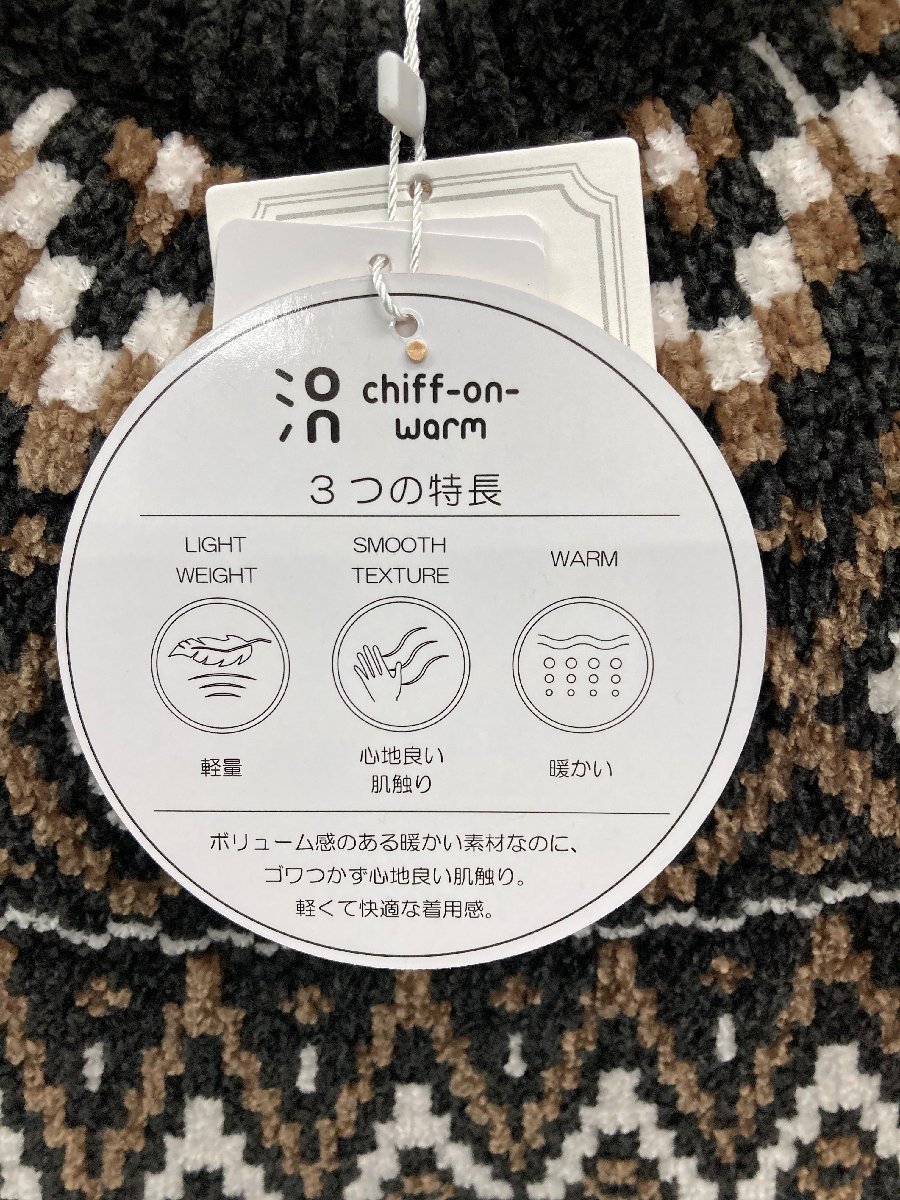 chiff-on-
warm
3つの特長
LIGHT
WEIGHT
SMOOTH
TEXTURE
WARM
軽量
心地良い
肌触り
暖かい
ボリューム感のある暖かい素材なのに、
ゴワつかず心地良い肌触り。
軽くて快適な着用感。